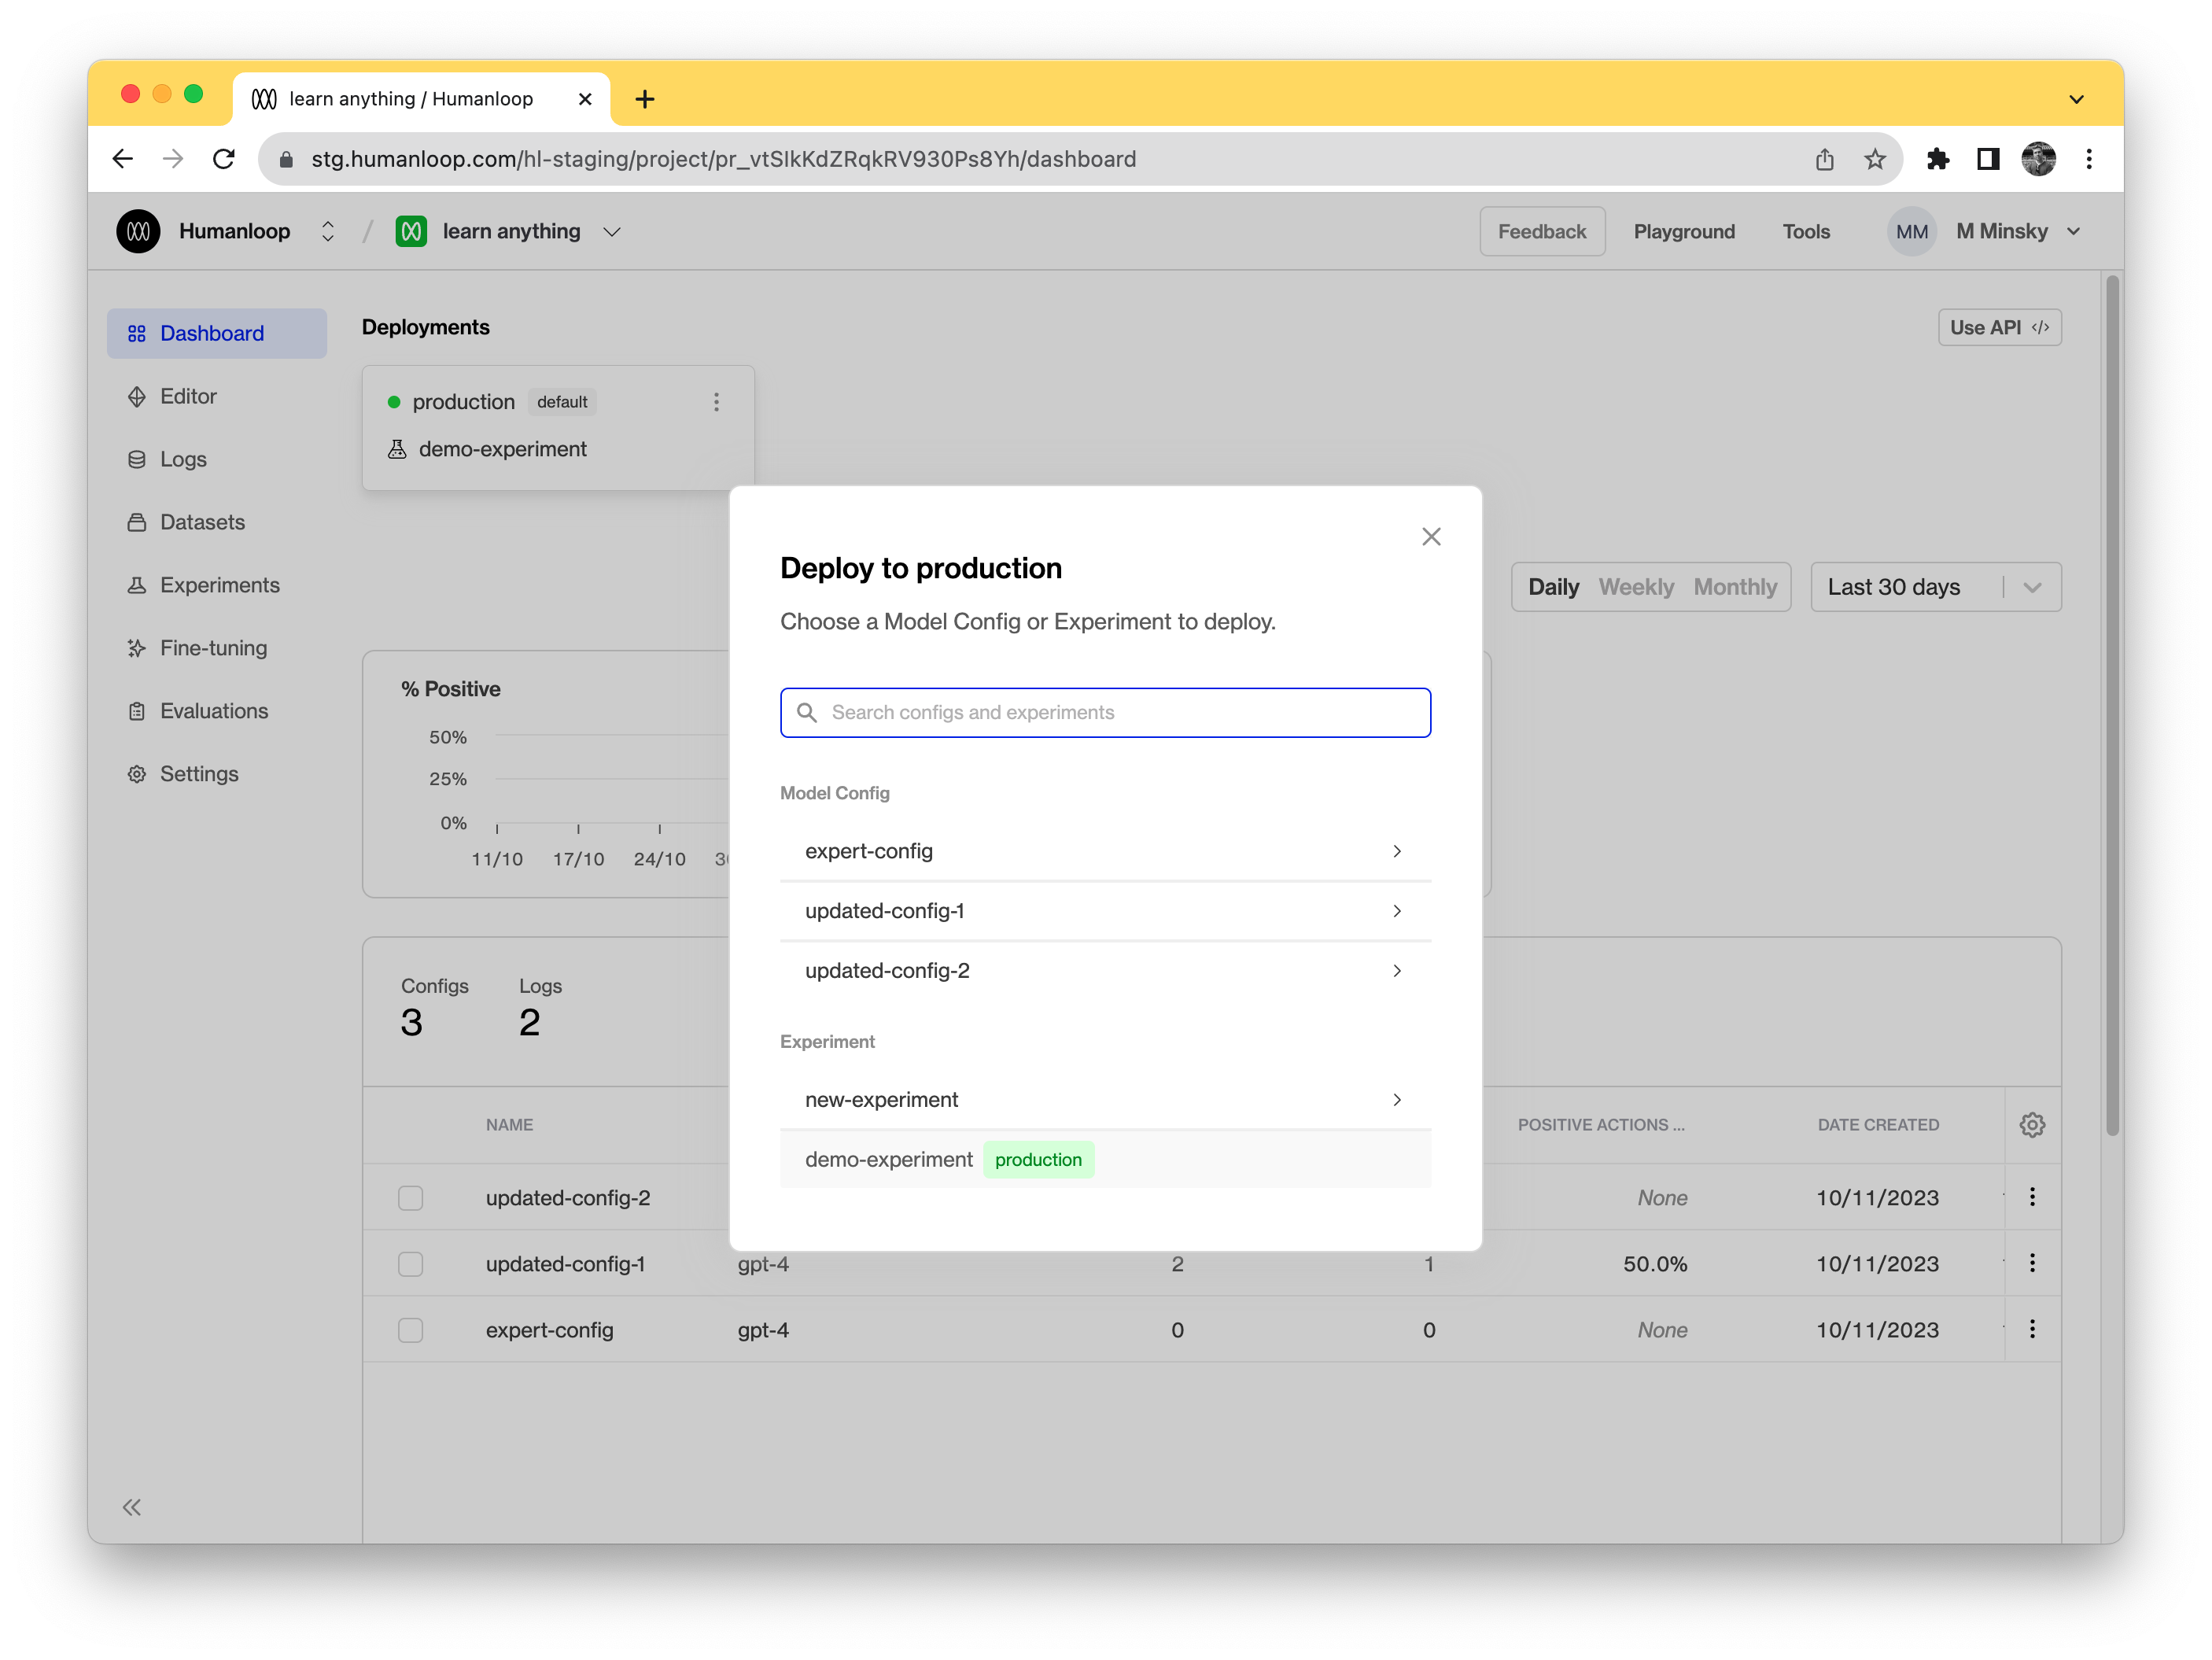 learn anything / Humanloop
stg.humanloop.com/hl-staging/project/pr_vtSIkKdZRqkRV930Ps8Yh/dashboard
Humanloop / learn anything Feedback Playground Tools MM M Minsky
Dashboard
Editor
Logs
Datasets
Experiments
Fine-tuning
Evaluations
Settings
Deployments Use API </>
production default
demo-experiment
Daily Weekly Monthly Last 30 days
% Positive
50%
25%
0%
11/10 17/10 24/10
Configs Logs
3 2
NAME POSITIVE ACTIONS ... DATE CREATED
updated-config-2 None 10/11/2023
updated-config-1 gpt-4 2 1 50.0% 10/11/2023
expert-config gpt-4 0 0 None 10/11/2023
Deploy to production
Choose a Model Config or Experiment to deploy.
Search configs and experiments
Model Config
expert-config
updated-config-1
updated-config-2
Experiment
new-experiment
demo-experiment production